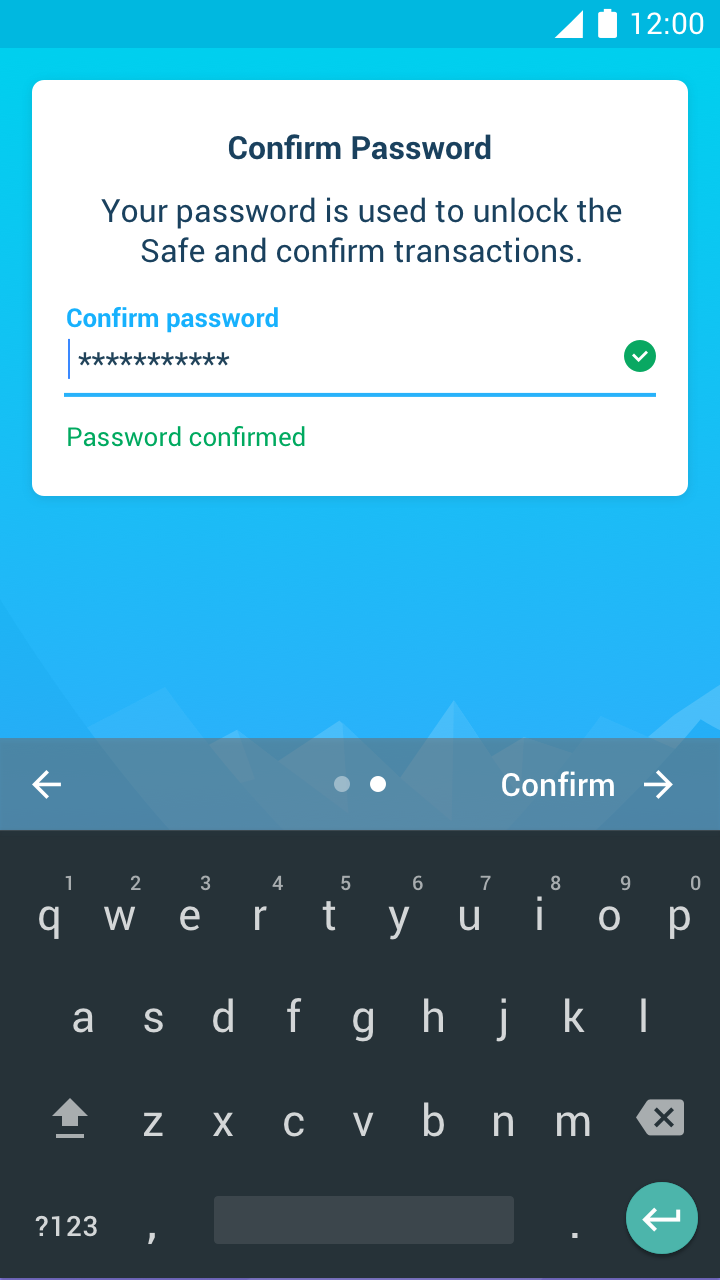 12:00
Confirm Password
Your password is used to unlock the
Safe and confirm transactions.
Confirm password
***********
Password confirmed
Confirm
1 2 3 4 5 6 7 8 9 0
q w e r t y u i o p
a s d f g h j k l
z x c v b n m
?123 , .